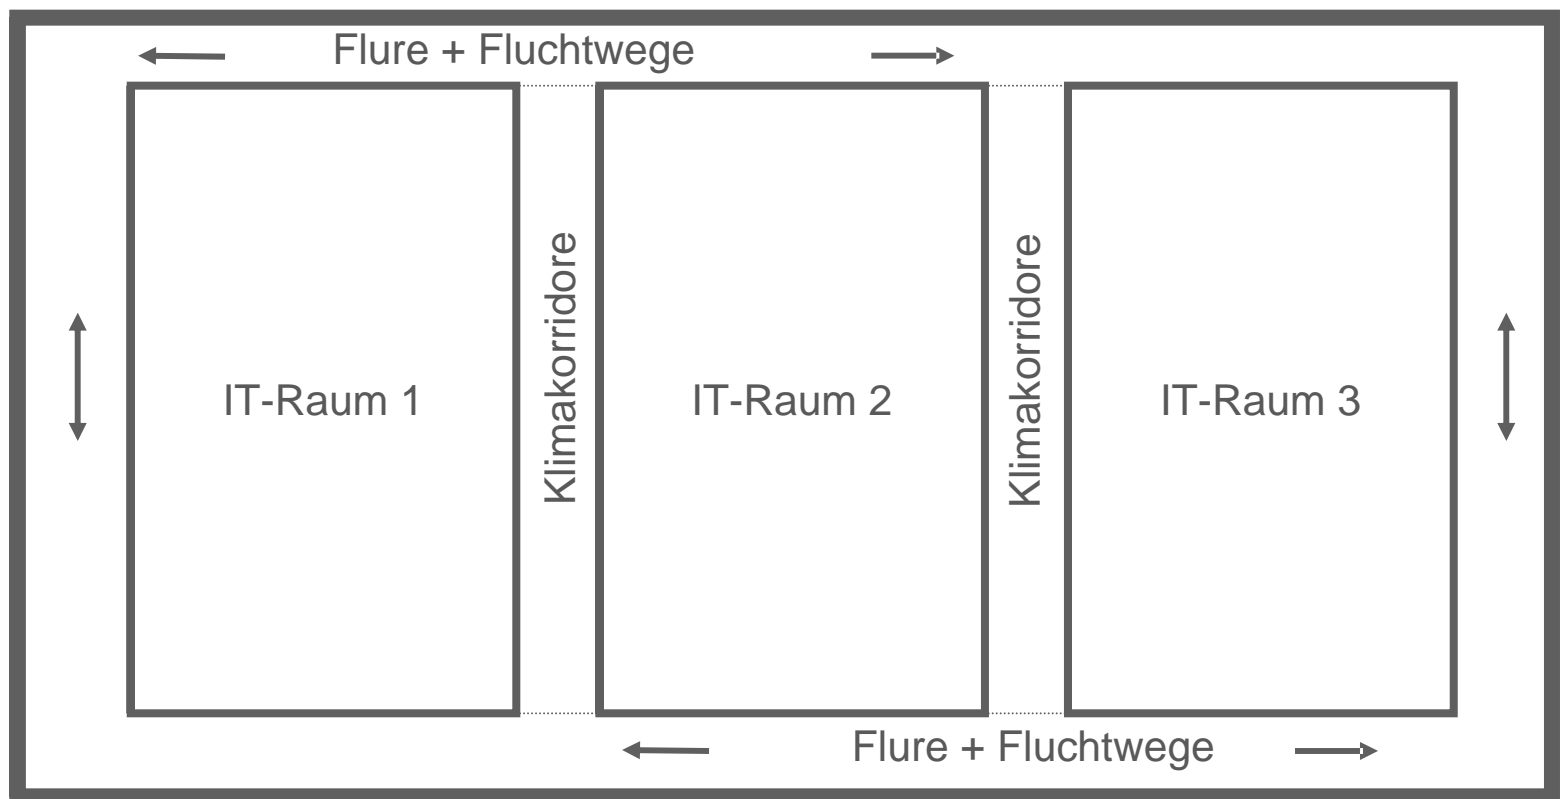 Flure + Fluchtwege
IT-Raum 1
Klimakorridore
IT-Raum 2
Klimakorridore
IT-Raum 3
Flure + Fluchtwege